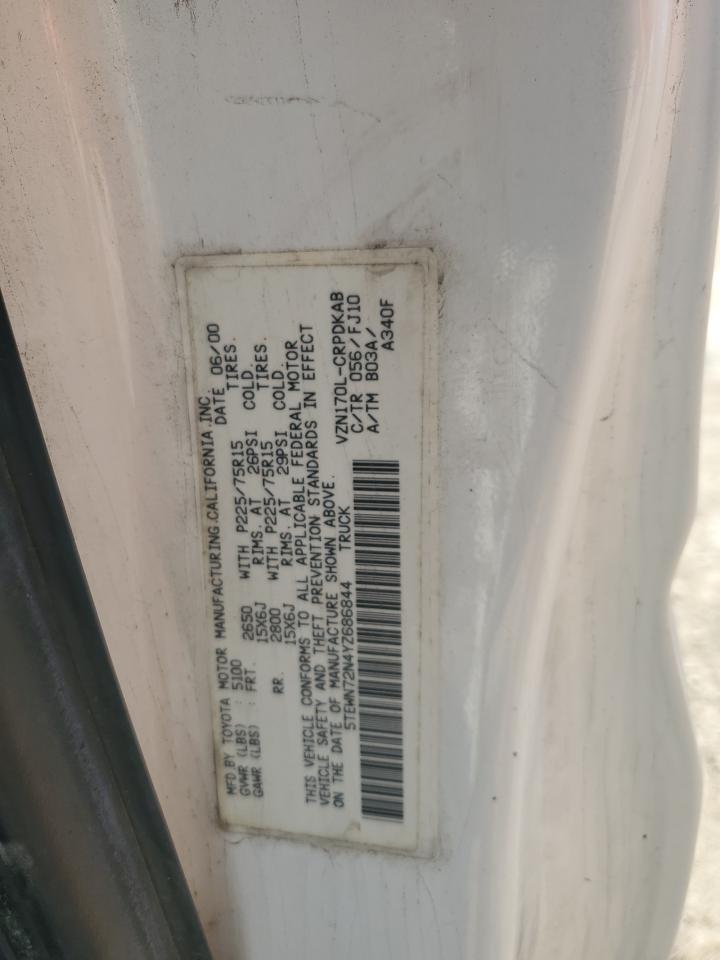 MFD.BY TOYOTA MOTOR MANUFACTURING.CALIFORNIA.INC.
GVWR (LBS) : 5100 DATE 06/00
GAWR (LBS) : FRT. 2650 WITH P225/75R15 TIRES.
15X6J RIMS. AT 26PSI COLD.
RR. 2800 WITH P225/75R15 TIRES.
15X6J RIMS. AT 29PSI COLD.
THIS VEHICLE CONFORMS TO ALL APPLICABLE FEDERAL MOTOR
VEHICLE SAFETY AND THEFT PREVENTION STANDARDS IN EFFECT
ON THE DATE OF MANUFACTURE SHOWN ABOVE.
5TEWN72N4YZ686844 TRUCK
VZN170L-CRPDKAB
C/TR 056/FJ10
A/TM B03A/
A340F